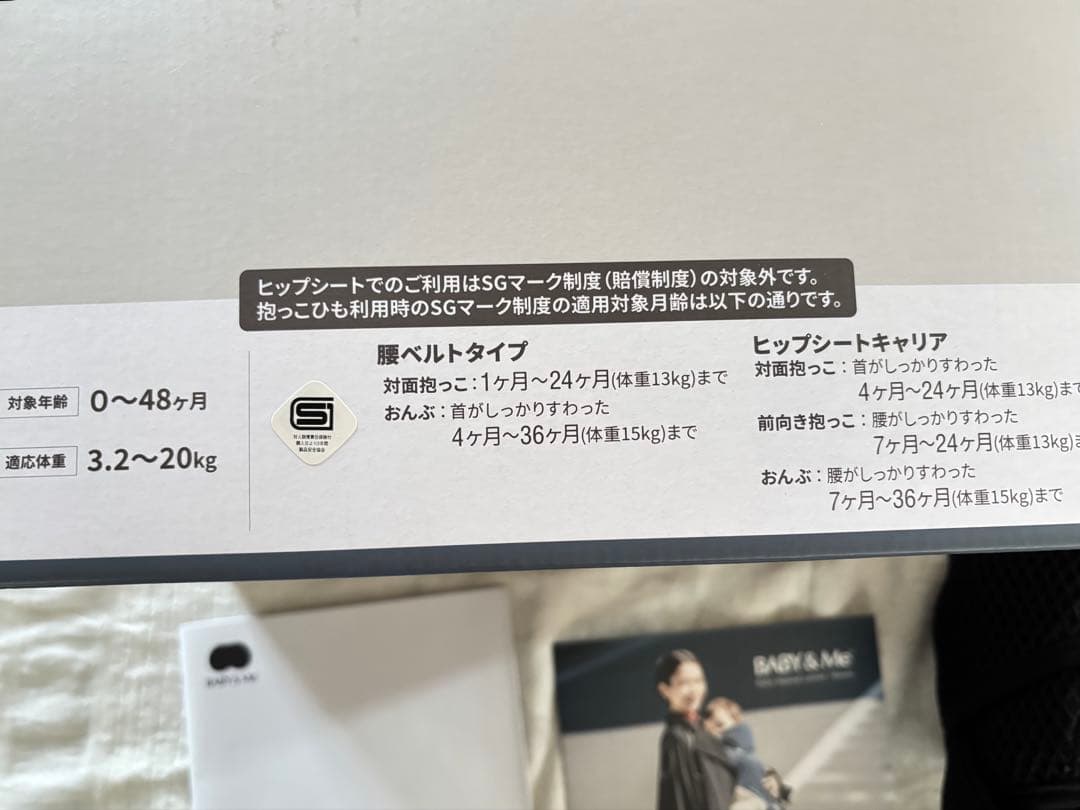 ヒップシートでのご利用はSGマーク制度(賠償制度)の対象外です。
抱っこひも利用時のSGマーク制度の適用対象月齢は以下の通りです。
対象年齢 0〜48ヶ月
適応体重 3.2〜20kg
腰ベルトタイプ
対面抱っこ:1ヶ月〜24ヶ月(体重13kg)まで
おんぶ:首がしっかりすわった
4ヶ月〜36ヶ月(体重15kg)まで
ヒップシートキャリア
対面抱っこ:首がしっかりすわった
4ヶ月〜24ヶ月(体重13kg)まで
前向き抱っこ:腰がしっかりすわった
7ヶ月〜24ヶ月(体重13kg)ま
おんぶ:腰がしっかりすわった
7ヶ月〜36ヶ月(体重15kg)まで
BABY&Me
BABY&Me